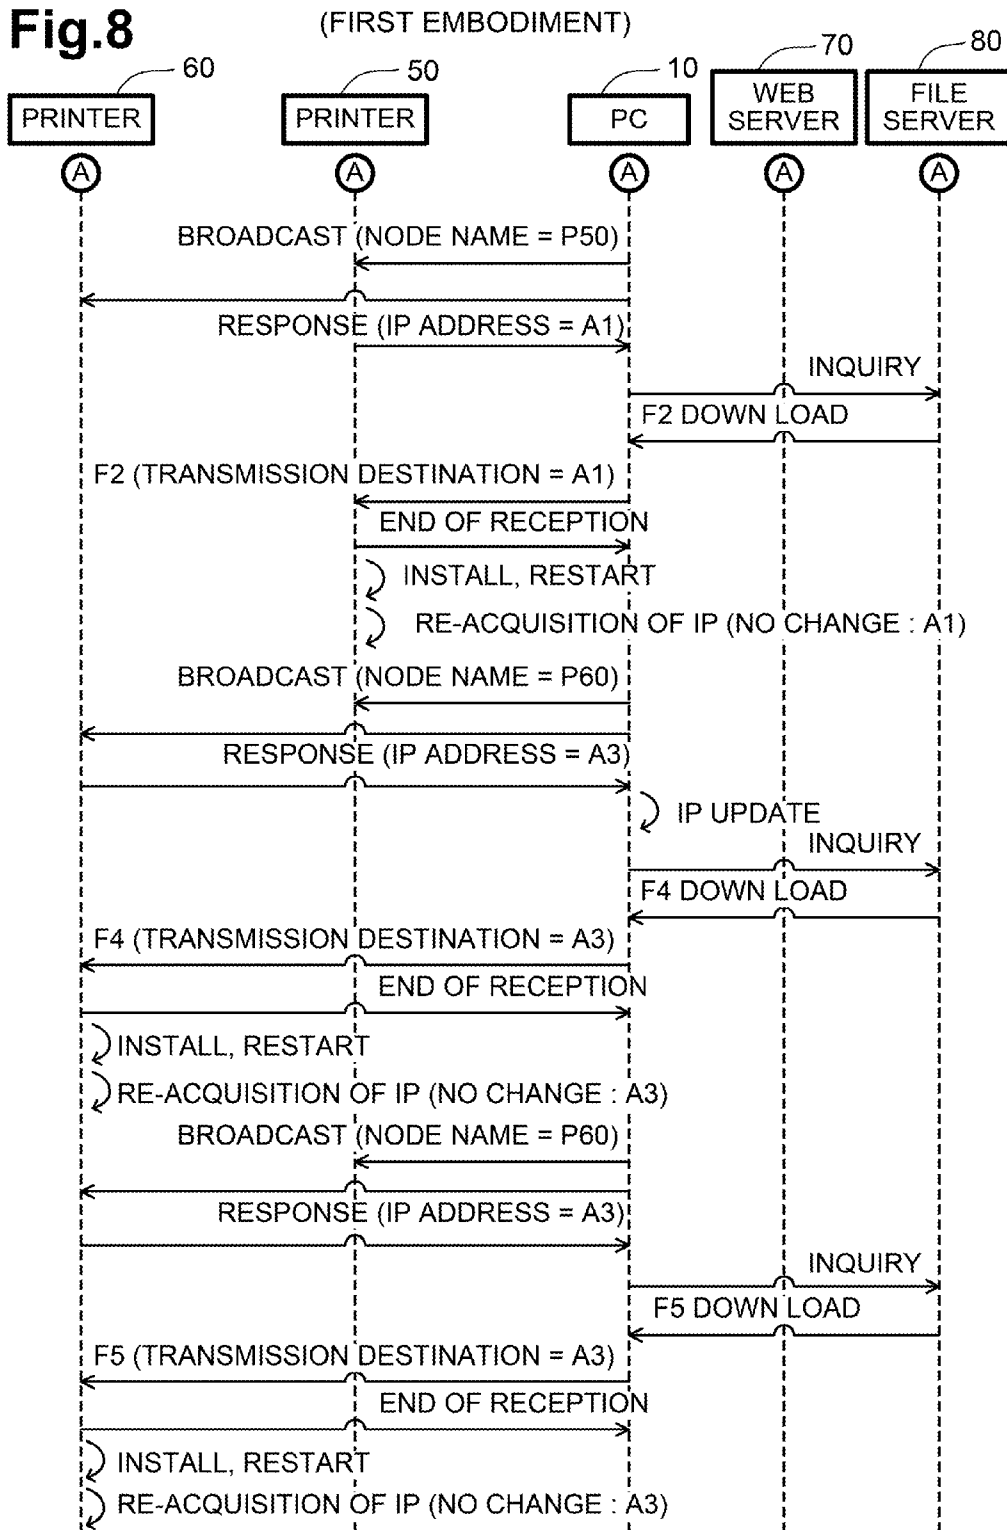 Fig.8
(FIRST EMBODIMENT)
60
50
10
70
80
PRINTER
PRINTER
PC
WEB
SERVER
FILE
SERVER
A
A
A
A
A
BROADCAST (NODE NAME = P50)
RESPONSE (IP ADDRESS = A1)
INQUIRY
F2 DOWN LOAD
F2 (TRANSMISSION DESTINATION = A1)
END OF RECEPTION
INSTALL, RESTART
RE-ACQUISITION OF IP (NO CHANGE : A1)
BROADCAST (NODE NAME = P60)
RESPONSE (IP ADDRESS = A3)
IP UPDATE
INQUIRY
F4 DOWN LOAD
F4 (TRANSMISSION DESTINATION = A3)
END OF RECEPTION
INSTALL, RESTART
RE-ACQUISITION OF IP (NO CHANGE : A3)
BROADCAST (NODE NAME = P60)
RESPONSE (IP ADDRESS = A3)
INQUIRY
F5 DOWN LOAD
F5 (TRANSMISSION DESTINATION = A3)
END OF RECEPTION
INSTALL, RESTART
RE-ACQUISITION OF IP (NO CHANGE : A3)